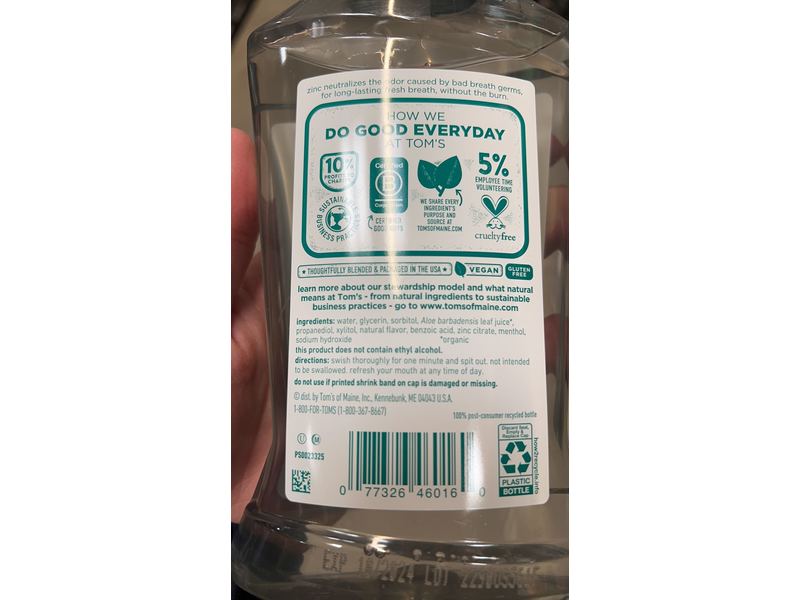 zinc neutralizes the odor caused by bad breath germs,
for long-lasting fresh breath, without the burn.
HOW WE
DO GOOD EVERYDAY
AT TOM'S
10%
PROFITS TO
CHARITY
Certified
B
Corporation
CERTIFIED
GOOD GUYS
WE SHARE EVERY
INGREDIENT'S
PURPOSE AND
SOURCE AT
TOMSOFMAINE.COM
5%
EMPLOYEE TIME
VOLUNTEERING
crueltyfree
SUSTAINABLE
BUSINESS PRACTICES
★ THOUGHTFULLY BLENDED & PACKAGED IN THE USA ★
VEGAN
GLUTEN
FREE
learn more about our stewardship model and what natural
means at Tom's - from natural ingredients to sustainable
business practices - go to www.tomsofmaine.com
ingredients: water, glycerin, sorbitol, Aloe barbadensis leaf juice*,
propanediol, xylitol, natural flavor, benzoic acid, zinc citrate, menthol,
sodium hydroxide *organic
this product does not contain ethyl alcohol.
directions: swish thoroughly for one minute and spit out. not intended
to be swallowed. refresh your mouth at any time of day.
do not use if printed shrink band on cap is damaged or missing.
© dist. by Tom's of Maine, Inc., Kennebunk, ME 04043 U.S.A.
1-800-FOR-TOMS (1-800-367-8667)
100% post-consumer recycled bottle
U M
PS0023325
0 77326 46016 0
Discard Seal,
Empty &
Replace Cap
PLASTIC
BOTTLE
how2recycle.info
2024 LOT